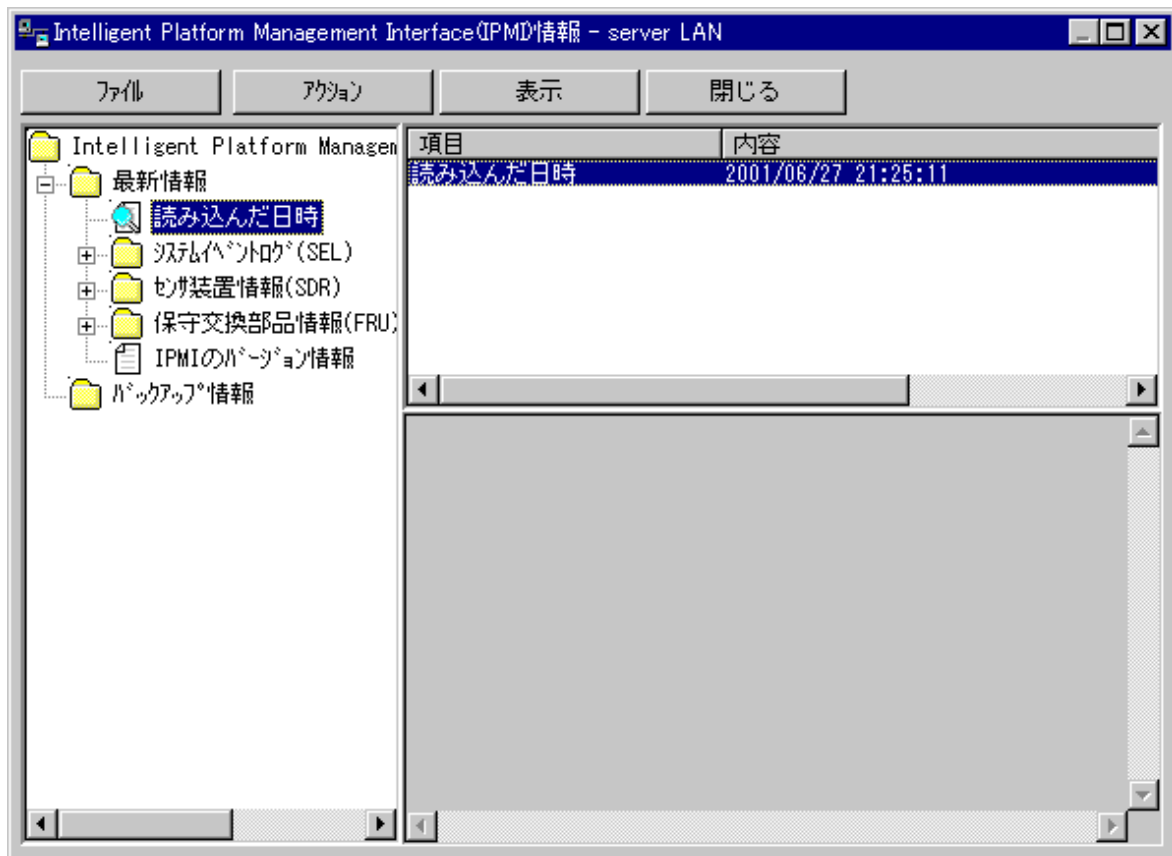 Intelligent Platform Management Interface(IPMI)情報 - server LAN
ﾌｧｲﾙ ｱｸｼｮﾝ 表示 閉じる
Intelligent Platform Managem
最新情報
読み込んだ日時
ｼｽﾃﾑｲﾍﾞﾝﾄﾛｸﾞ(SEL)
ｾﾝｻ装置情報(SDR)
保守交換部品情報(FRU)
IPMIのﾊﾞｰｼﾞｮﾝ情報
ﾊﾞｯｸｱｯﾌﾟ情報
項目 内容
読み込んだ日時 2001/06/27 21:25:11